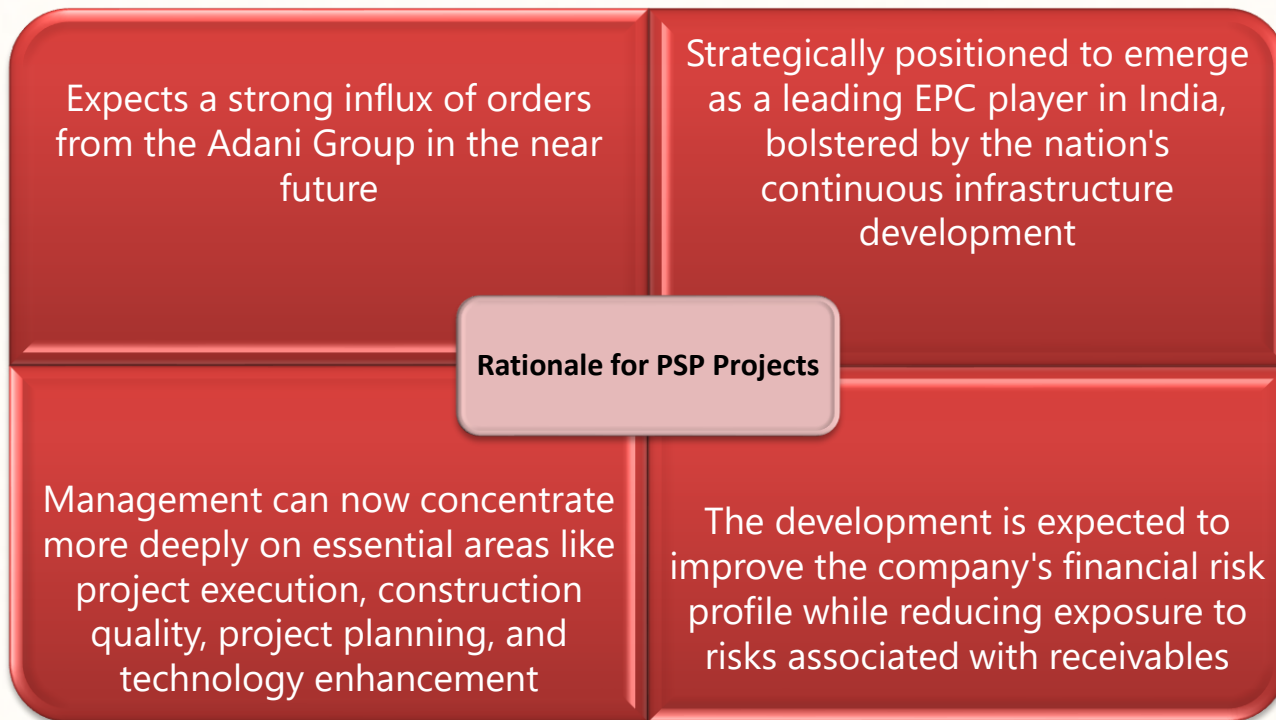 Expects a strong influx of orders
from the Adani Group in the near
future
Strategically positioned to emerge
as a leading EPC player in India,
bolstered by the nation's
continuous infrastructure
development
Rationale for PSP Projects
Management can now concentrate
more deeply on essential areas like
project execution, construction
quality, project planning, and
technology enhancement
The development is expected to
improve the company's financial risk
profile while reducing exposure to
risks associated with receivables